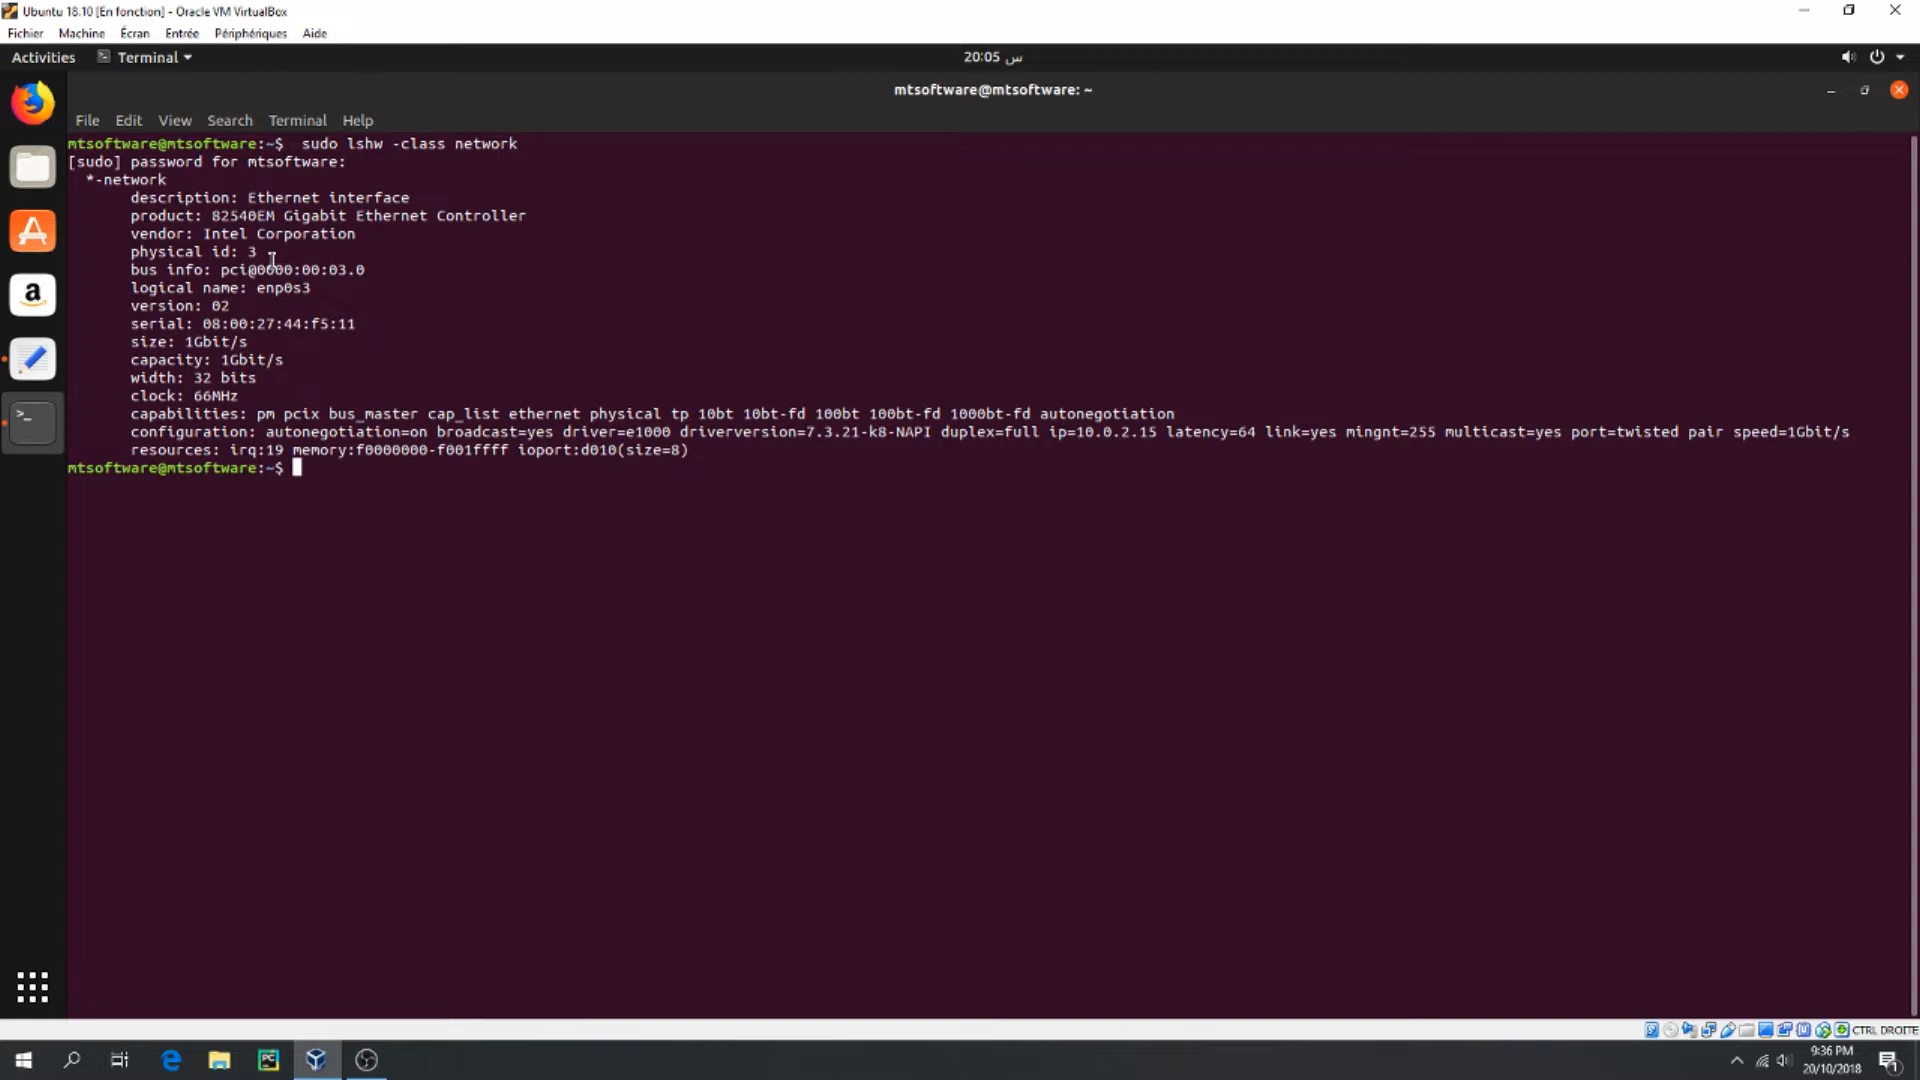 Ubuntu 18.10 [En fonction] - Oracle VM VirtualBox
Fichier Machine Écran Entrée Périphériques Aide
Activities Terminal 20:05 س
mtsoftware@mtsoftware: ~
File Edit View Search Terminal Help
mtsoftware@mtsoftware:~$  sudo lshw -class network
[sudo] password for mtsoftware:
*-network
description: Ethernet interface
product: 82540EM Gigabit Ethernet Controller
vendor: Intel Corporation
physical id: 3
bus info: pci@0000:00:03.0
logical name: enp0s3
version: 02
serial: 08:00:27:44:f5:11
size: 1Gbit/s
capacity: 1Gbit/s
width: 32 bits
clock: 66MHz
capabilities: pm pcix bus_master cap_list ethernet physical tp 10bt 10bt-fd 100bt 100bt-fd 1000bt-fd autonegotiation
configuration: autonegotiation=on broadcast=yes driver=e1000 driverversion=7.3.21-k8-NAPI duplex=full ip=10.0.2.15 latency=64 link=yes mingnt=255 multicast=yes port=twisted pair speed=1Gbit/s
resources: irq:19 memory:f0000000-f001ffff ioport:d010(size=8)
mtsoftware@mtsoftware:~$
CTRL DROITE
9:36 PM
20/10/2018